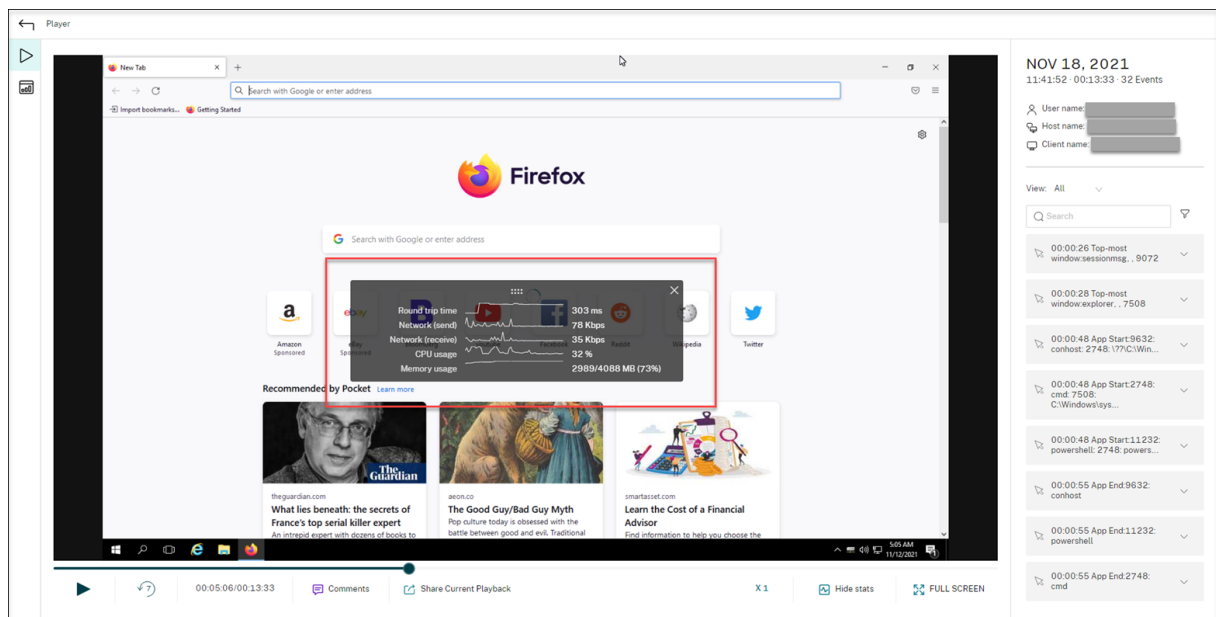 Player
New Tab
Search with Google or enter address
Import bookmarks...
Getting Started
Firefox
Search with Google or enter address
Round trip time 303 ms
Network (send) 78 Kbps
Network (receive) 35 Kbps
CPU usage 32 %
Memory usage 2989/4088 MB (73%)
a
Amazon
Sponsored
eBay
Facebook
Reddit
Wikipedia
Twitter
Recommended by Pocket Learn more
The Guardian
theguardian.com
What lies beneath: the secrets of
France's top serial killer expert
An intrepid expert with dozens of books to
aeon.co
The Good Guy/Bad Guy Myth
Pop culture today is obsessed with the
battle between good and evil. Traditional
smartasset.com
Learn the Cost of a Financial
Advisor
Find information to help you choose the
5:05 AM
11/12/2021
7
00:05:06/00:13:33
Comments
Share Current Playback
X 1
Hide stats
FULL SCREEN
NOV 18, 2021
11:41:52 · 00:13:33 · 32 Events
User name:
Host name:
Client name:
View: All
Search
00:00:26 Top-most
window:sessionmsg, , 9072
00:00:28 Top-most
window:explorer, , 7508
00:00:48 App Start:9632:
conhost: 2748: \??\C:\Win...
00:00:48 App Start:2748:
cmd: 7508:
C:\Windows\sys...
00:00:48 App Start:11232:
powershell: 2748: powers...
00:00:55 App End:9632:
conhost
00:00:55 App End:11232:
powershell
00:00:55 App End:2748:
cmd